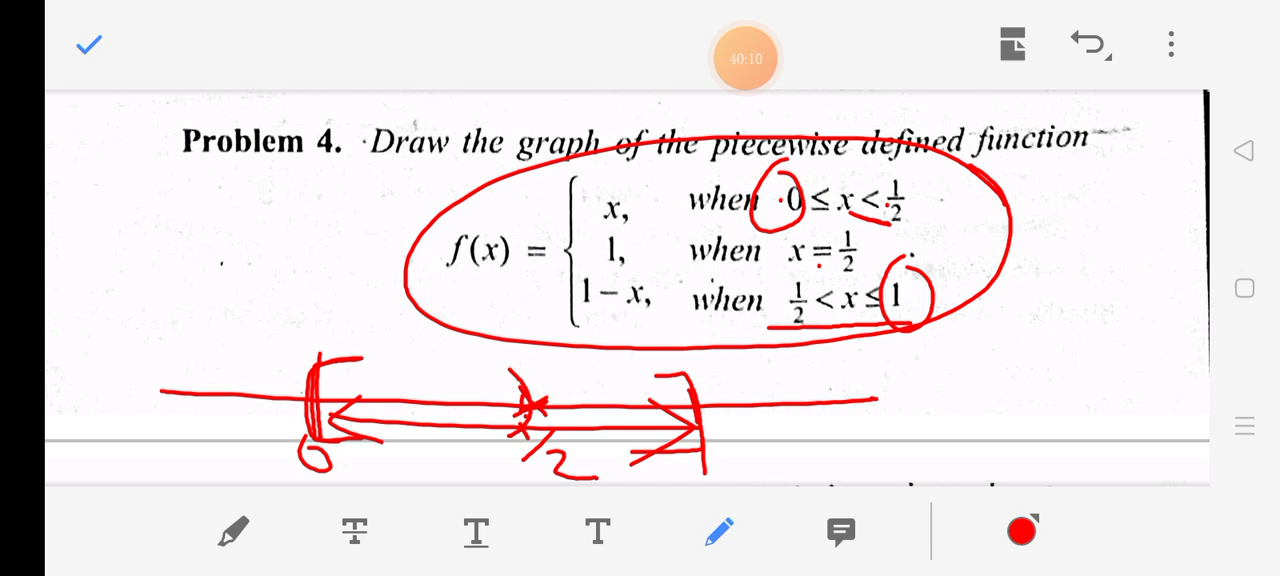 40:10
Problem 4. Draw the graph of the piecewise defined function
x, when 0 ≤ x < 1/2
f(x) = { 1, when x = 1/2
1 − x, when 1/2 < x ≤ 1
0 1/2
T T T